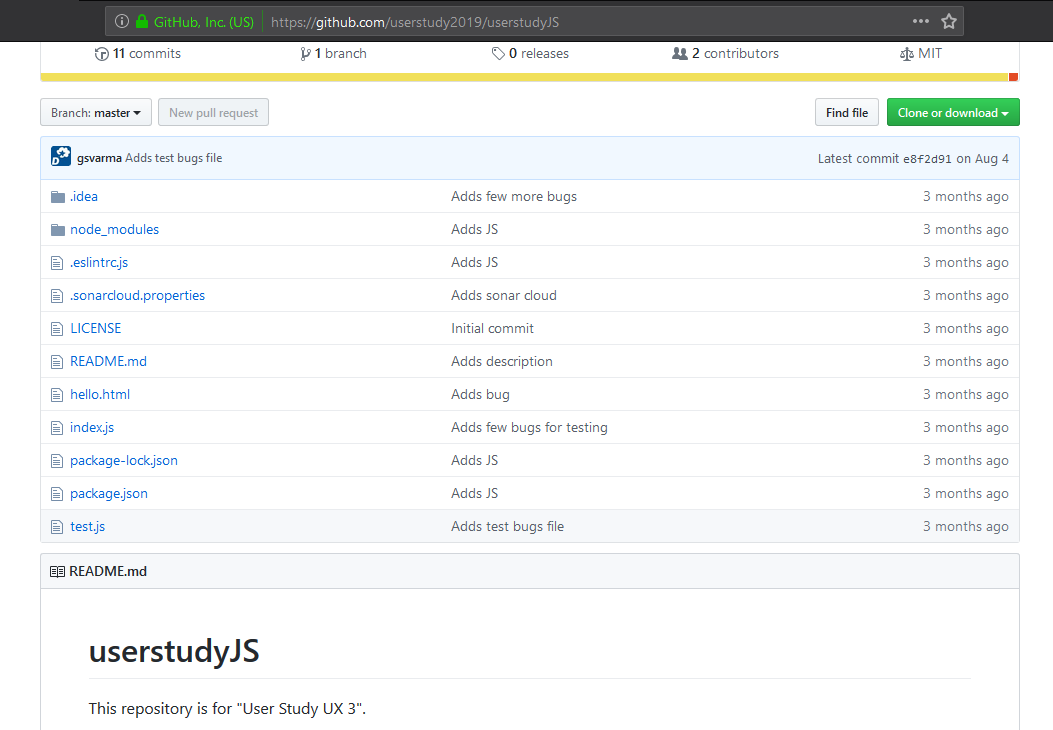 GitHub, Inc. (US) https://github.com/userstudy2019/userstudyJS
11 commits 1 branch 0 releases 2 contributors MIT
Branch: master New pull request Find file Clone or download
gsvarma Adds test bugs file Latest commit e8f2d91 on Aug 4
.idea Adds few more bugs 3 months ago
node_modules Adds JS 3 months ago
.eslintrc.js Adds JS 3 months ago
.sonarcloud.properties Adds sonar cloud 3 months ago
LICENSE Initial commit 3 months ago
README.md Adds description 3 months ago
hello.html Adds bug 3 months ago
index.js Adds few bugs for testing 3 months ago
package-lock.json Adds JS 3 months ago
package.json Adds JS 3 months ago
test.js Adds test bugs file 3 months ago
README.md
userstudyJS
This repository is for "User Study UX 3".